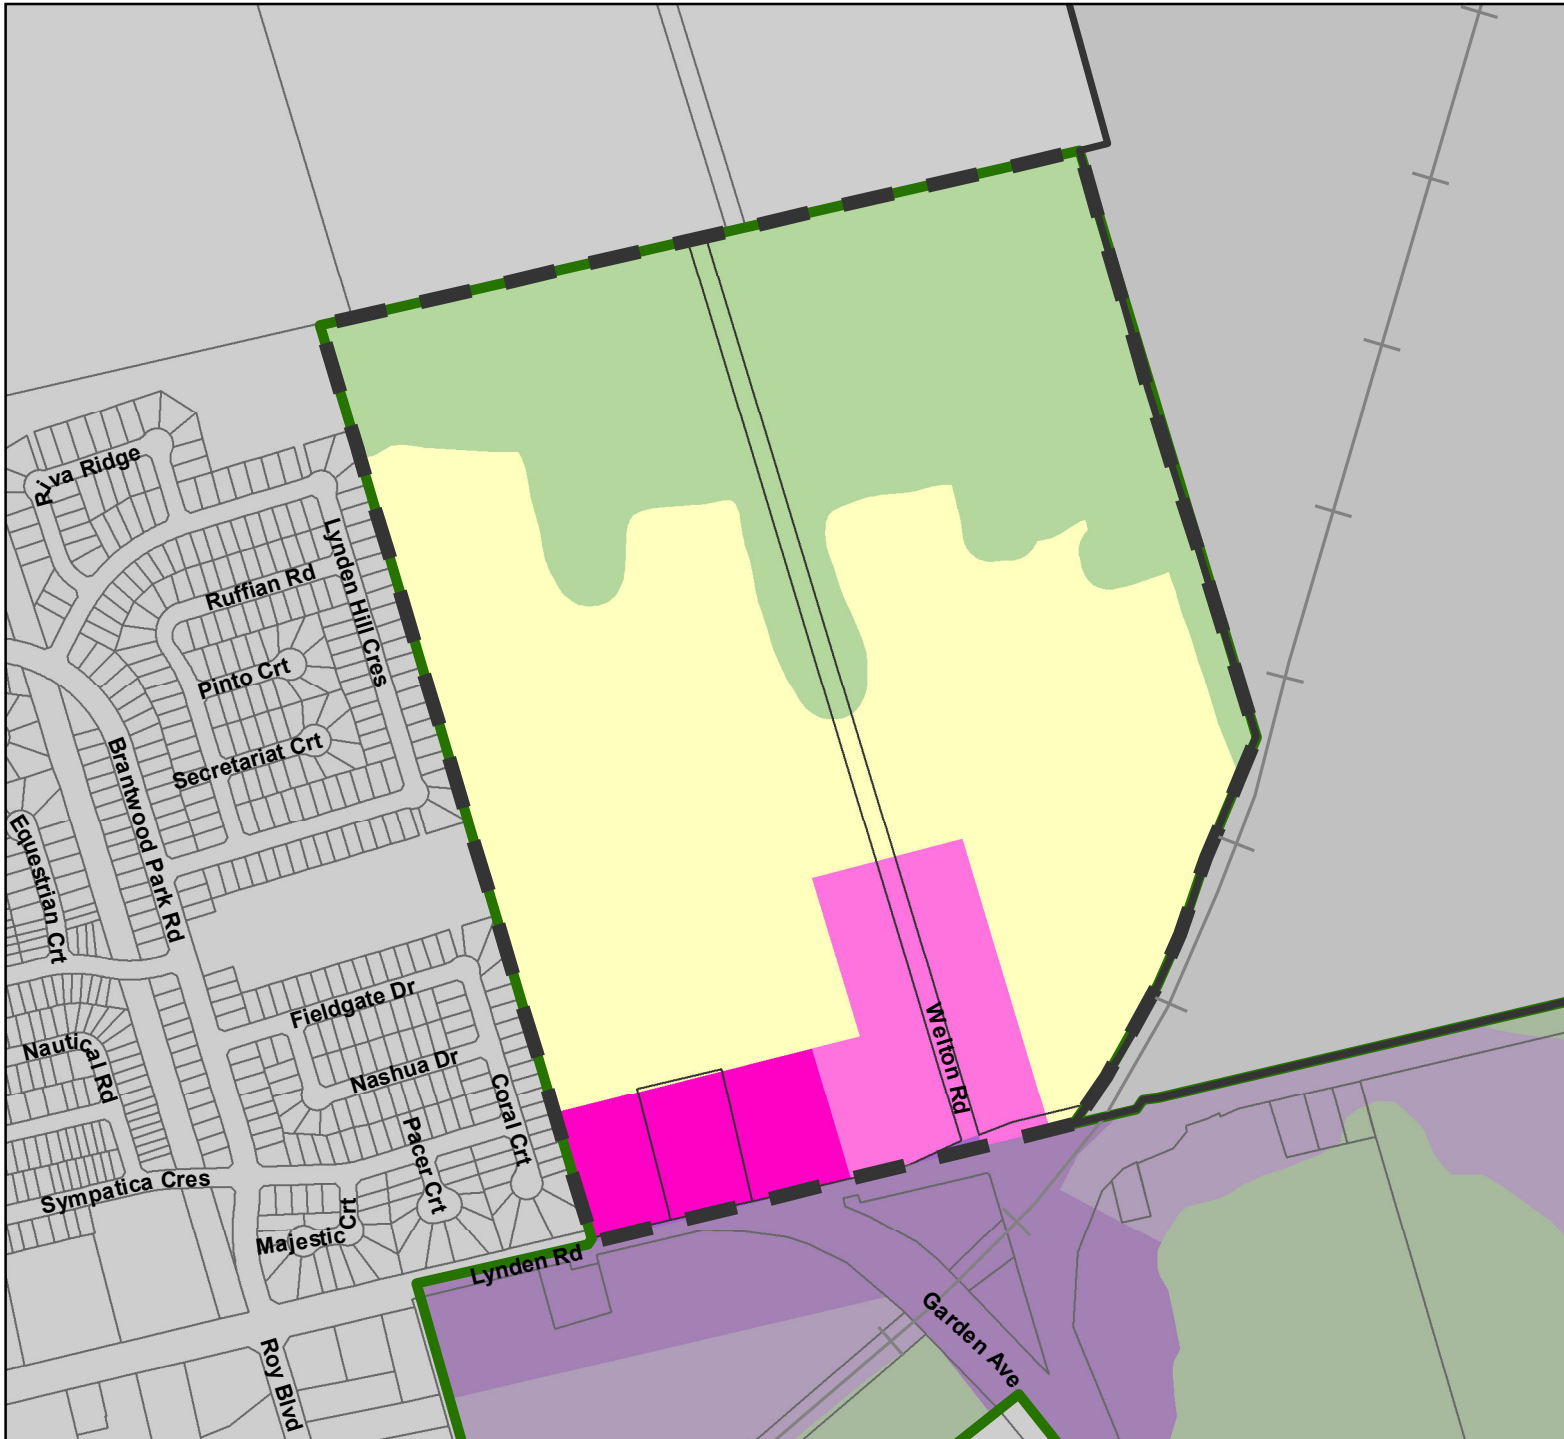 Riva Ridge
Lynden Hill Cres
Ruffian Rd
Pinto Crt
Secretariat Crt
Brantwood Park Rd
Equestrian Crt
Fieldgate Dr
Welton Rd
Nautical Rd
Nashua Dr
Coral Crt
Pacer Crt
Sympatica Cres
Majestic Crt
Lynden Rd
Garden Ave
Roy Blvd